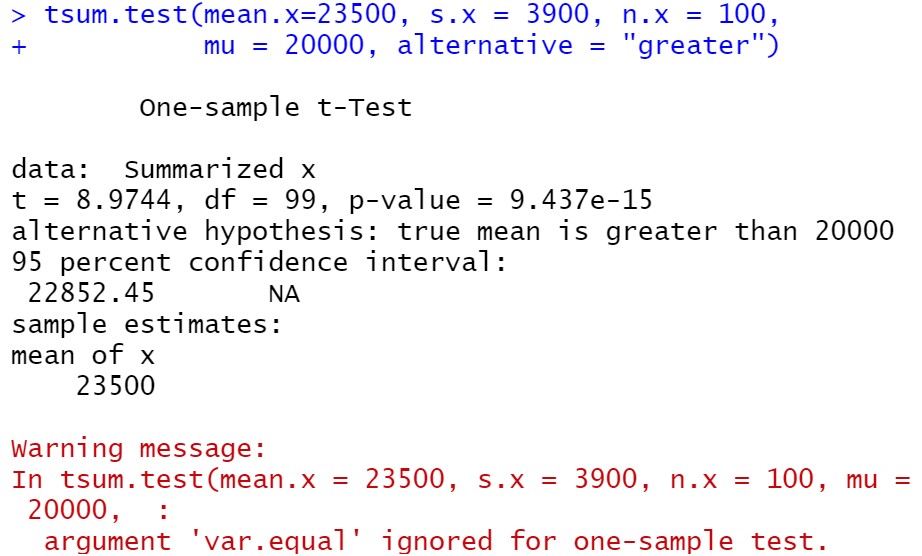 > tsum.test(mean.x=23500, s.x = 3900, n.x = 100,
+           mu = 20000, alternative = "greater")
One-sample t-Test
data:  Summarized x
t = 8.9744, df = 99, p-value = 9.437e-15
alternative hypothesis: true mean is greater than 20000
95 percent confidence interval:
 22852.45       NA
sample estimates:
mean of x
    23500
Warning message:
In tsum.test(mean.x = 23500, s.x = 3900, n.x = 100, mu =
 20000,  :
  argument 'var.equal' ignored for one-sample test.